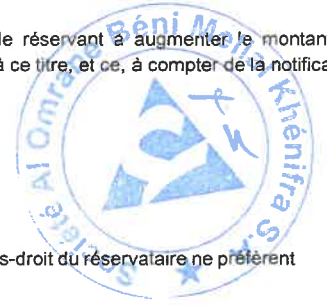 le réservant à augmenter le montan
à ce titre, et ce, à compter de la notifica
Société Al Omrane Béni Mellal Khénifra S.A
s-droit du réservataire ne préfèrent